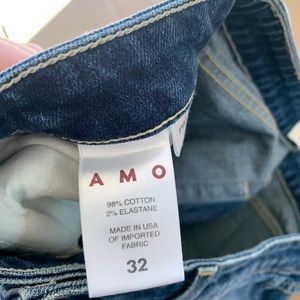 AMO
98% COTTON
2% ELASTANE
MADE IN USA
OF IMPORTED
FABRIC
32